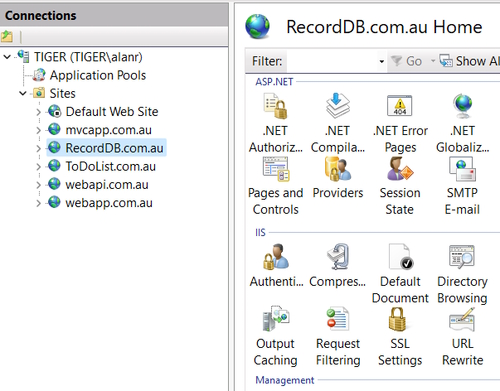 Connections
TIGER (TIGER\alanr)
Application Pools
Sites
Default Web Site
mvcapp.com.au
RecordDB.com.au
ToDoList.com.au
webapi.com.au
webapp.com.au
RecordDB.com.au Home
Filter: Go Show Al
ASP.NET
.NET Authoriz...
.NET Compila...
404
.NET Error Pages
.NET Globaliz...
Pages and Controls
Providers
Session State
SMTP E-mail
IIS
Authenti...
Compres...
Default Document
Directory Browsing
Output Caching
Request Filtering
SSL Settings
URL Rewrite
Management